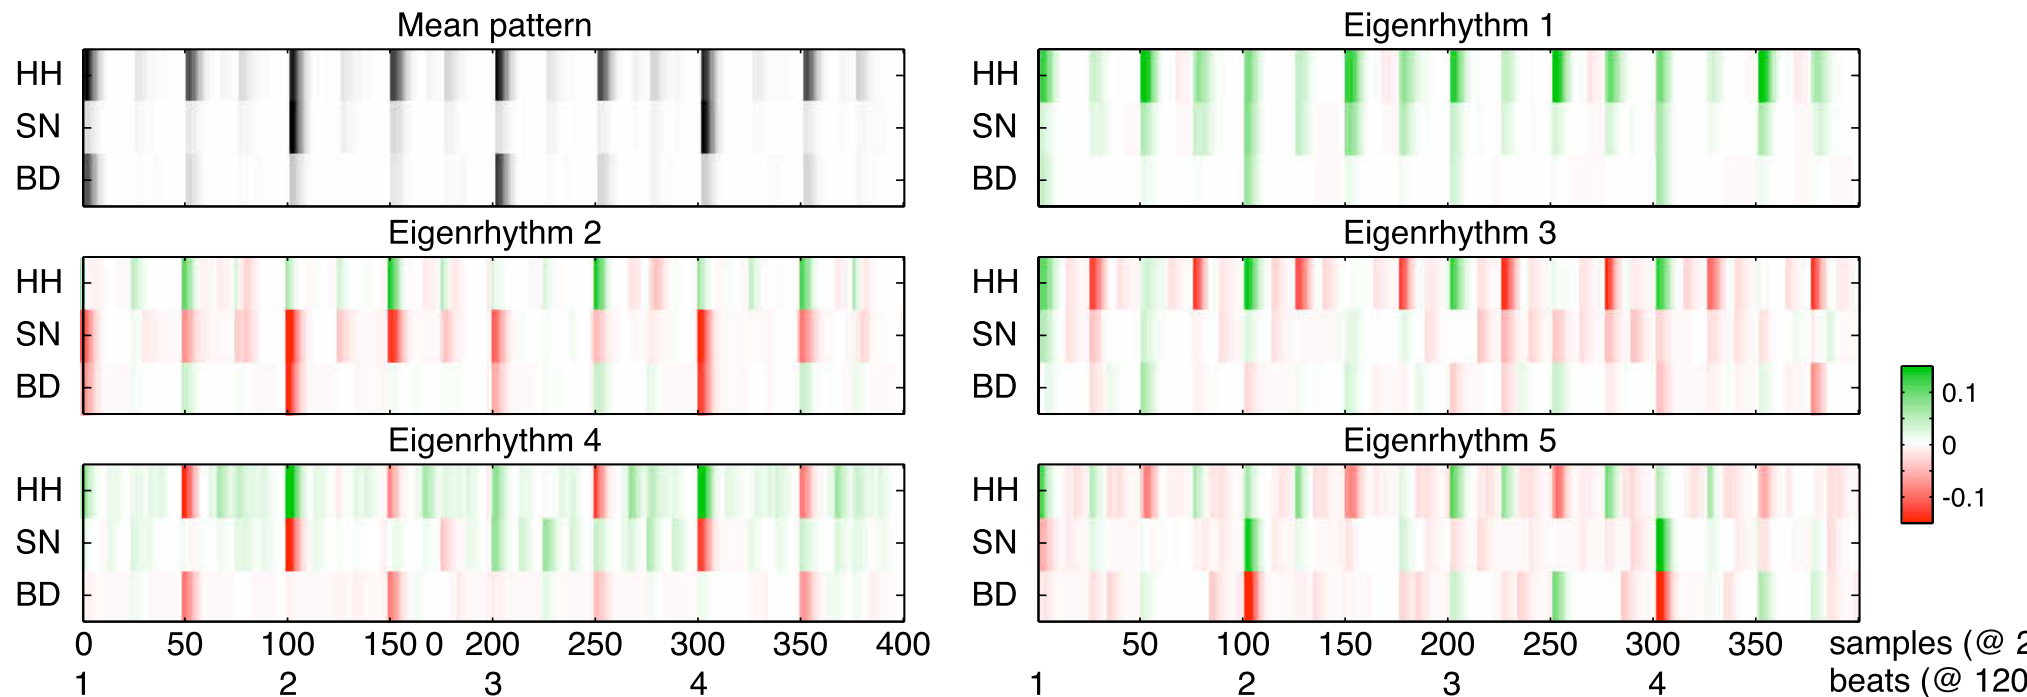 Mean pattern
HH
SN
BD
Eigenrhythm 1
HH
SN
BD
Eigenrhythm 2
HH
SN
BD
Eigenrhythm 3
HH
SN
BD
Eigenrhythm 4
HH
SN
BD
0 50 100 150 0 200 250 300 350 400
1 2 3 4
Eigenrhythm 5
HH
SN
BD
50 100 150 200 250 300 350 samples (@ 2
1 2 3 4 beats (@ 120
0.1
0
-0.1